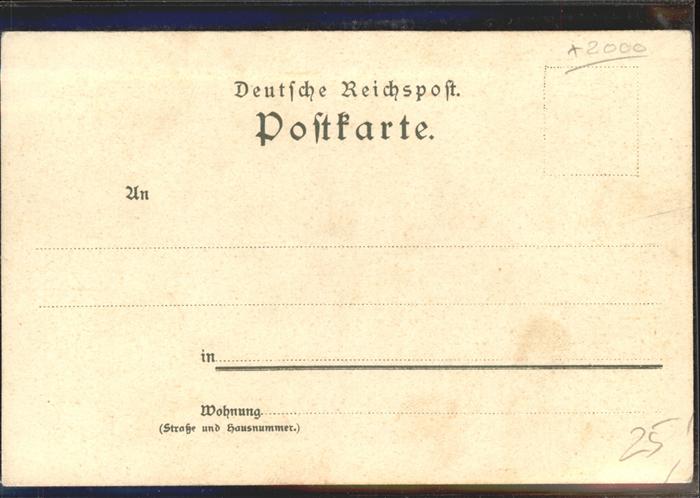 *2000
Deutsche Reichspost.
Postkarte.
An
in
Wohnung
(Straße und Hausnummer.)
25